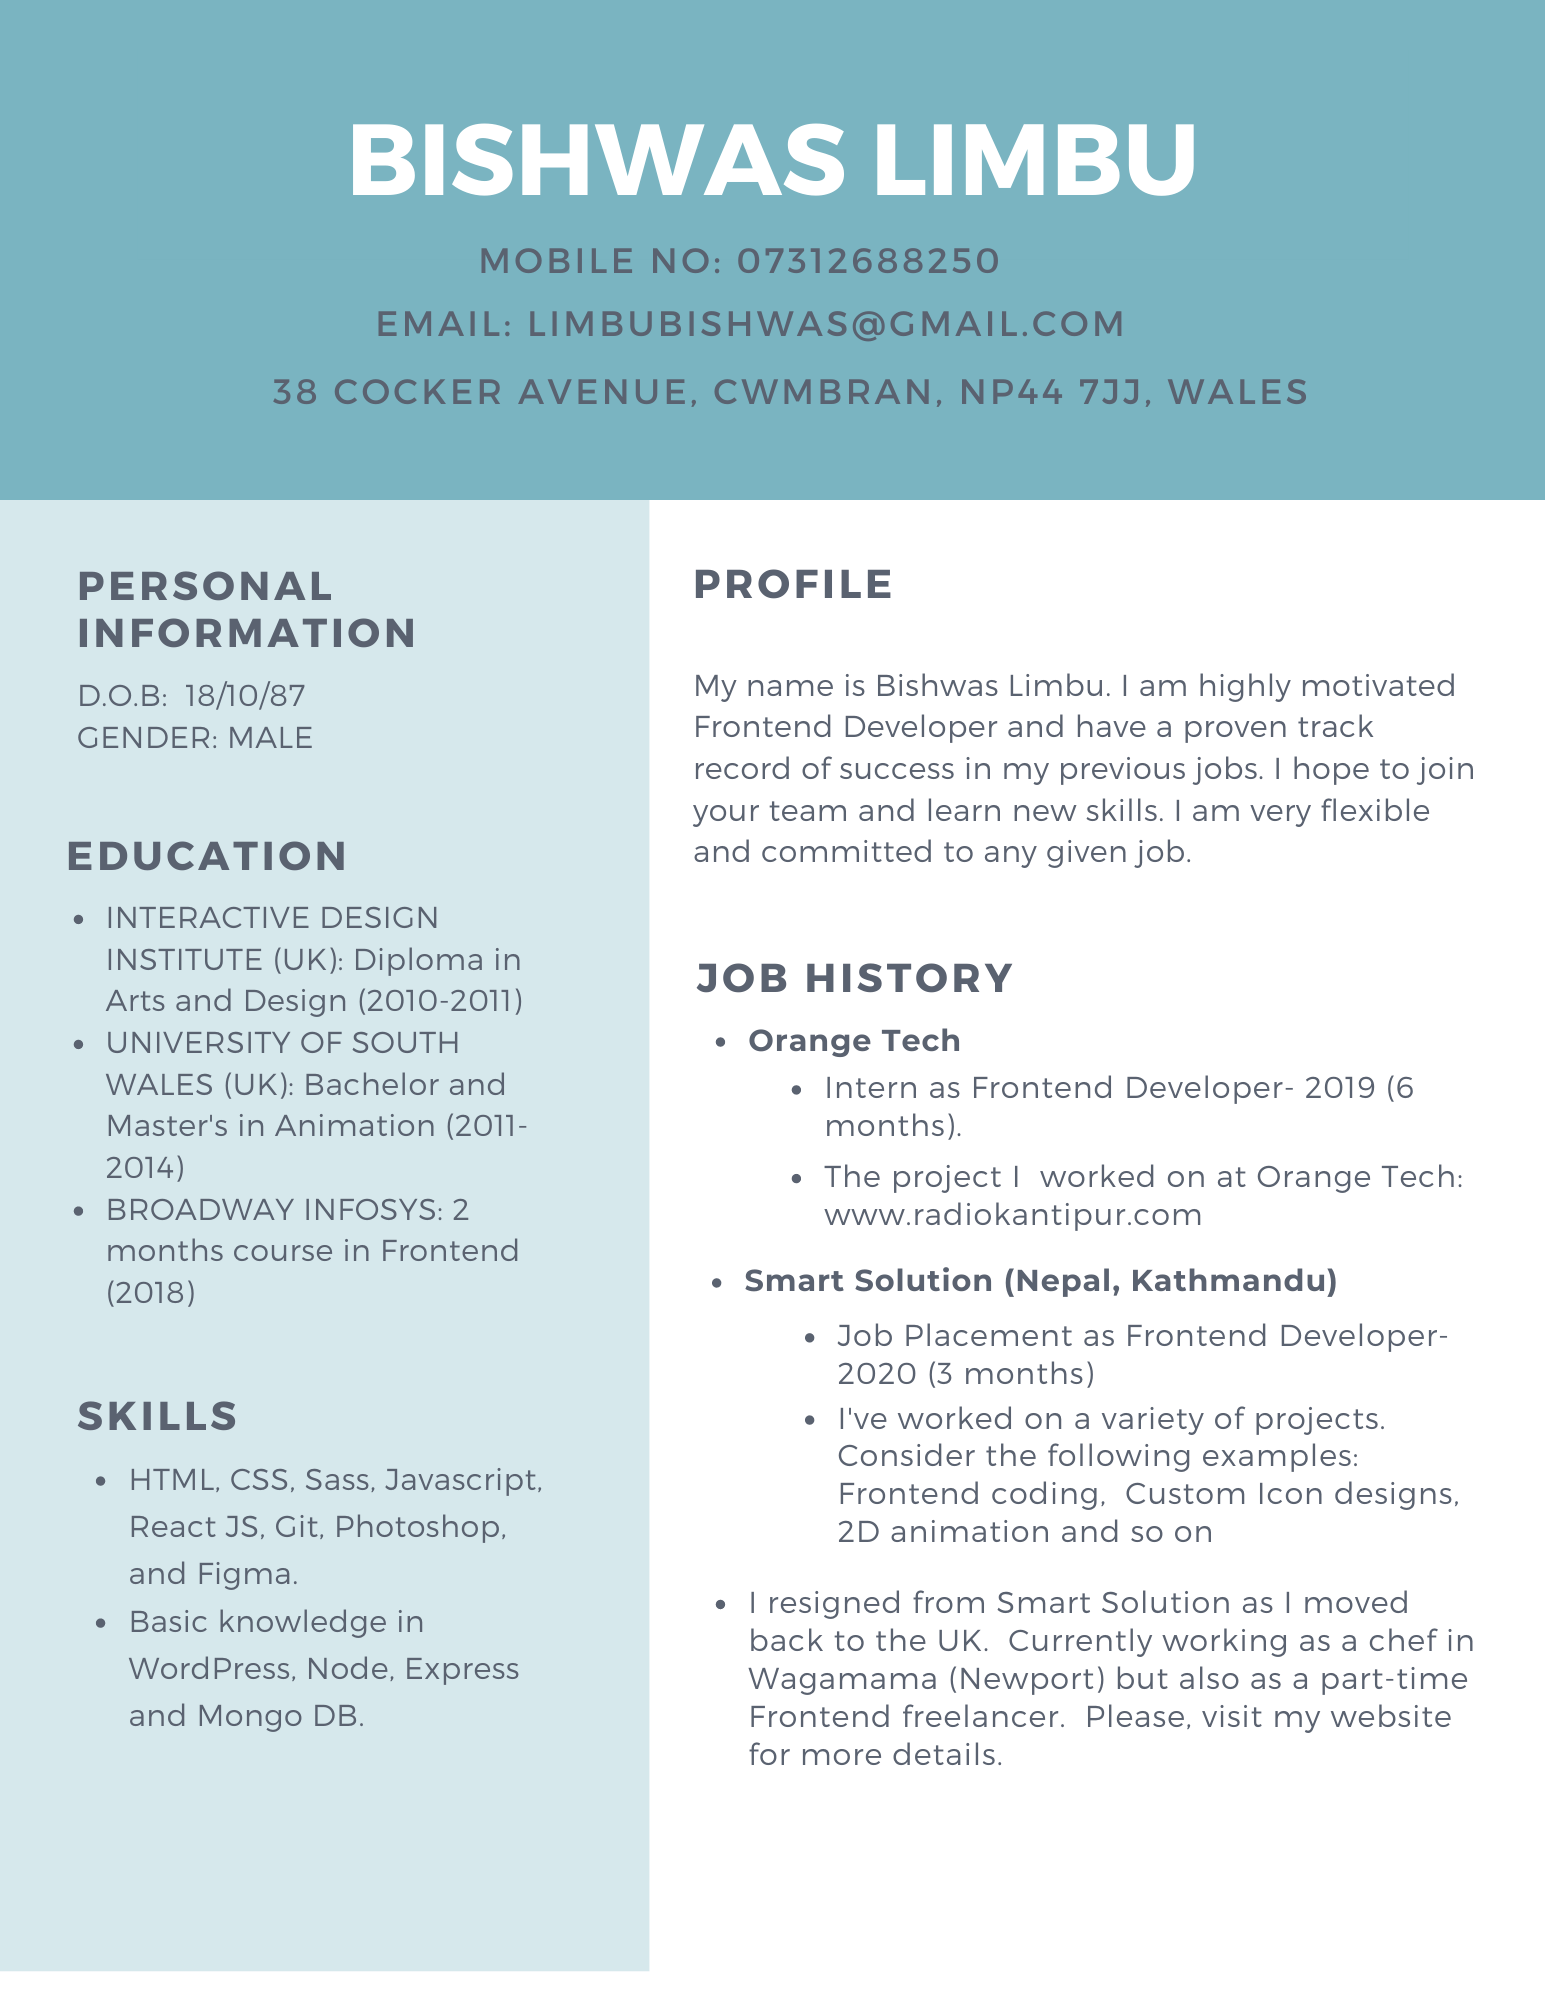 BISHWAS LIMBU
MOBILE NO: 07312688250
EMAIL: LIMBUBISHWAS@GMAIL.COM
38 COCKER AVENUE, CWMBRAN, NP44 7JJ, WALES
PERSONAL
INFORMATION
D.O.B:  18/10/87
GENDER: MALE
EDUCATION
• INTERACTIVE DESIGN
INSTITUTE (UK): Diploma in
Arts and Design (2010-2011)
• UNIVERSITY OF SOUTH
WALES (UK): Bachelor and
Master's in Animation (2011-
2014)
• BROADWAY INFOSYS: 2
months course in Frontend
(2018)
SKILLS
• HTML, CSS, Sass, Javascript,
React JS, Git, Photoshop,
and Figma.
• Basic knowledge in
WordPress, Node, Express
and Mongo DB.
PROFILE
My name is Bishwas Limbu. I am highly motivated
Frontend Developer and have a proven track
record of success in my previous jobs. I hope to join
your team and learn new skills. I am very flexible
and committed to any given job.
JOB HISTORY
• Orange Tech
• Intern as Frontend Developer- 2019 (6
months).
• The project I  worked on at Orange Tech:
www.radiokantipur.com
• Smart Solution (Nepal, Kathmandu)
• Job Placement as Frontend Developer-
2020 (3 months)
• I've worked on a variety of projects.
Consider the following examples:
Frontend coding,  Custom Icon designs,
2D animation and so on
• I resigned from Smart Solution as I moved
back to the UK.  Currently working as a chef in
Wagamama (Newport) but also as a part-time
Frontend freelancer.  Please, visit my website
for more details.